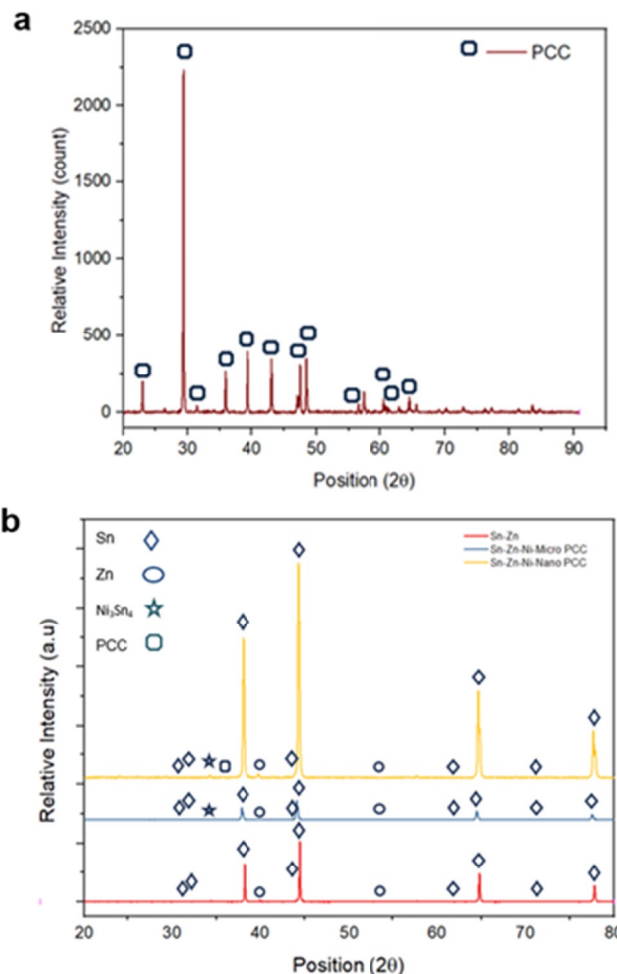 a
2500
2000
1500
1000
500
0
Relative Intensity (count)
PCC
20 30 40 50 60 70 80 90
Position (2θ)
b
Sn
Zn
Ni₃Sn₄
PCC
Sn-Zn
Sn-Zn-Ni-Micro PCC
Sn-Zn-Ni-Nano PCC
Relative Intensity (a.u)
20 30 40 50 60 70 80
Position (2θ)